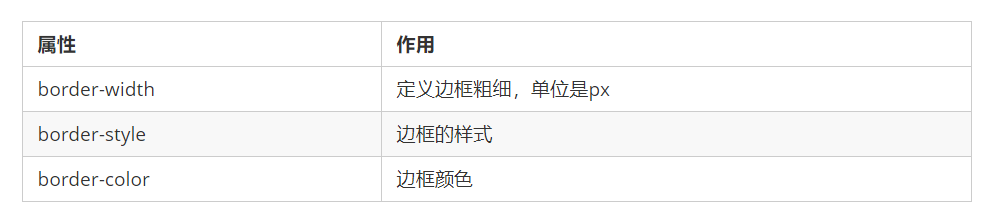 属性 作用
border-width 定义边框粗细，单位是px
border-style 边框的样式
border-color 边框颜色